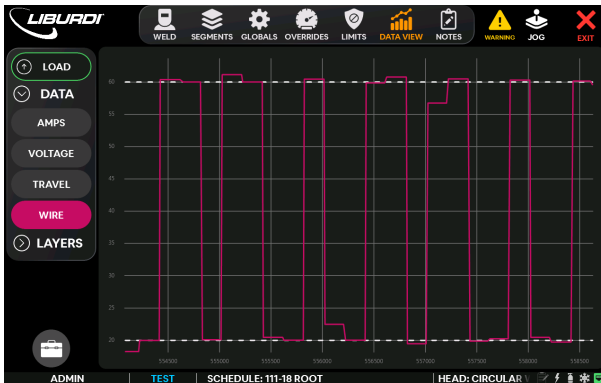 LIBURDI
WELD SEGMENTS GLOBALS OVERRIDES LIMITS DATA VIEW NOTES WARNING JOG EXIT
LOAD
DATA
AMPS
VOLTAGE
TRAVEL
WIRE
LAYERS
60
55
50
45
40
35
30
25
20
554500 555000 555500 556000 556500 557000 557500 558000 558500
ADMIN TEST SCHEDULE: 111-18 ROOT HEAD: CIRCULAR